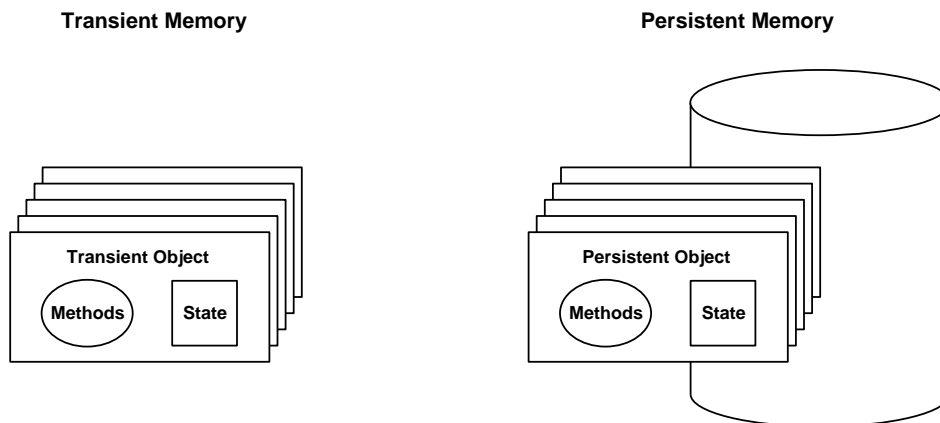 Transient Memory
Persistent Memory
Transient Object
Methods
State
Persistent Object
Methods
State